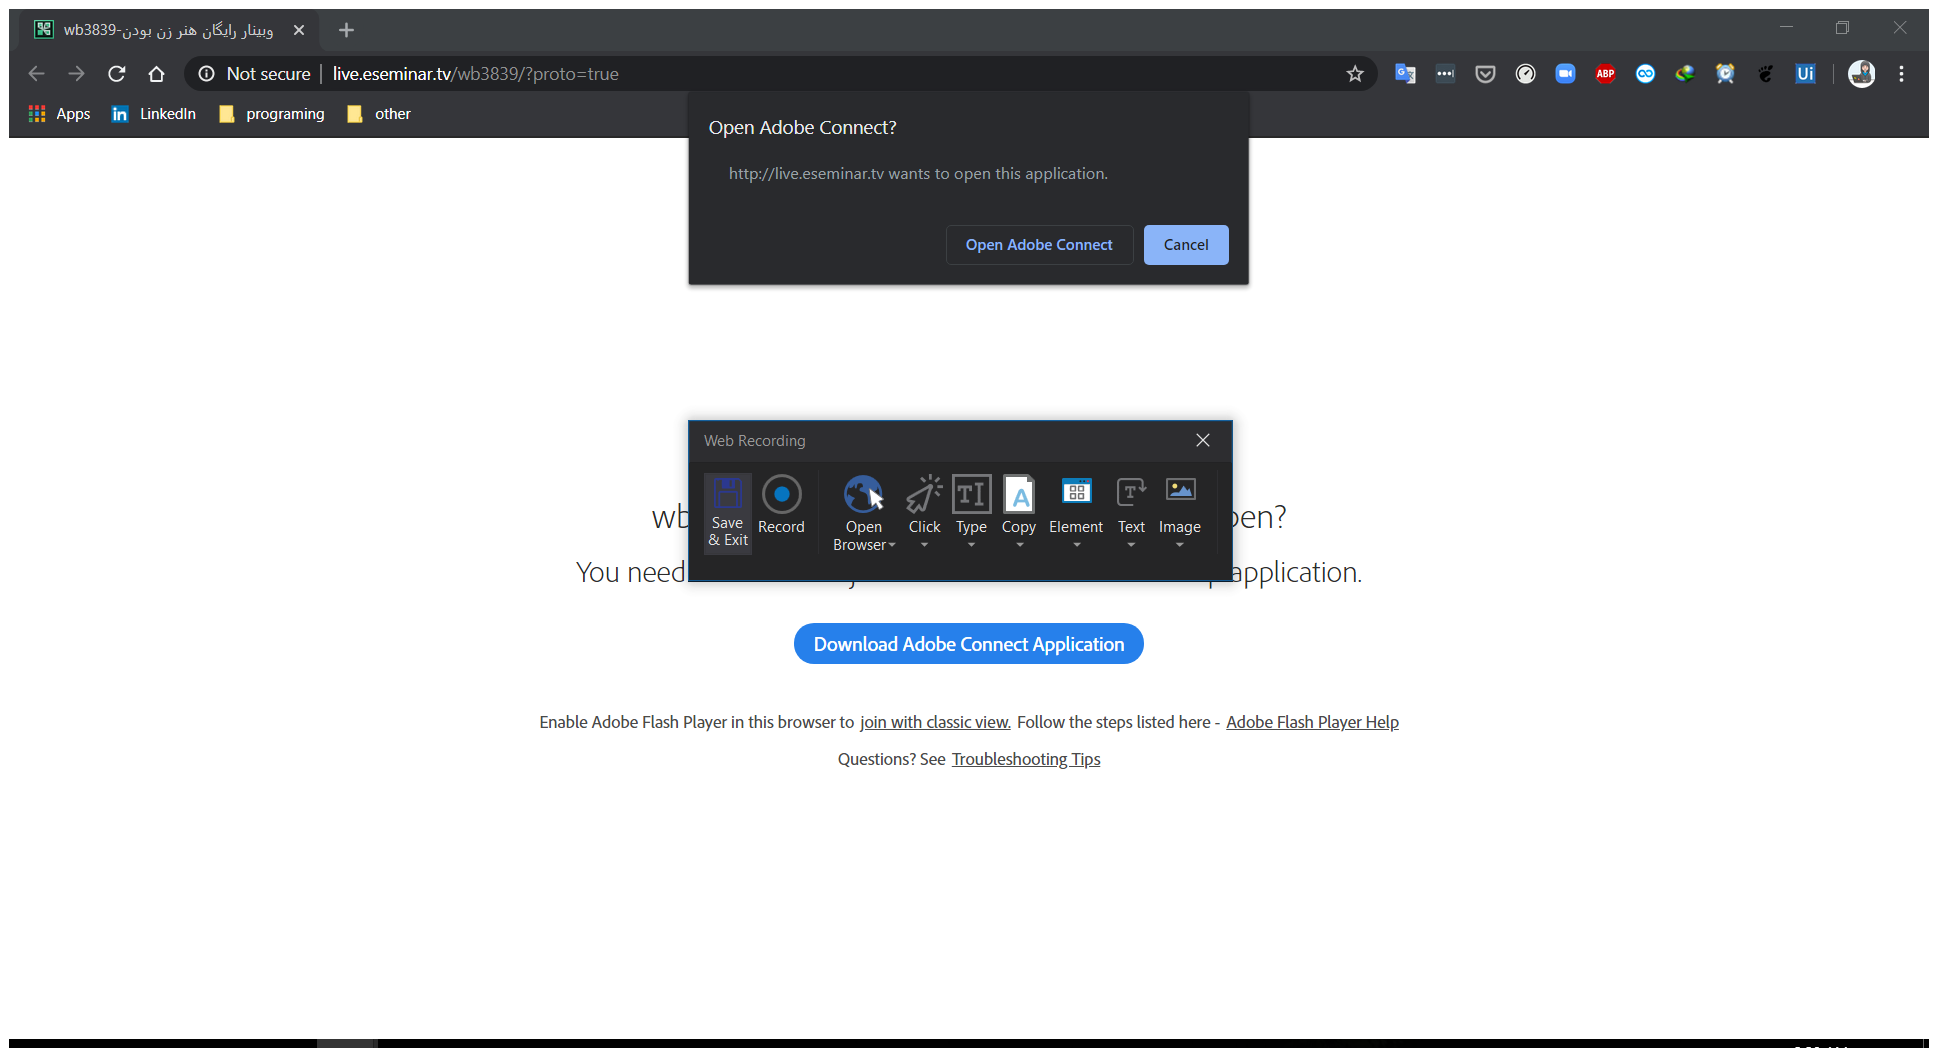 wb3839-وبینار رایگان هنر زن بودن
Not secure | live.eseminar.tv/wb3839/?proto=true
ABP
Ui
Apps
in LinkedIn
programing
other
Open Adobe Connect?
http://live.eseminar.tv wants to open this application.
Open Adobe Connect
Cancel
Web Recording
Save & Exit
Record
Open Browser
Click
Type
Copy
Element
Text
Image
You need
application.
Download Adobe Connect Application
Enable Adobe Flash Player in this browser to join with classic view. Follow the steps listed here - Adobe Flash Player Help
Questions? See Troubleshooting Tips